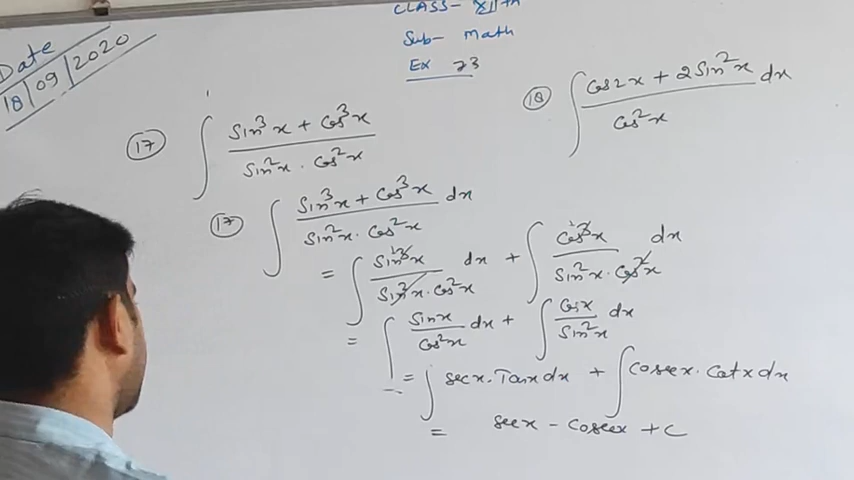 Date
18/09/2020
CLASS- XIIth
Sub- Math
Ex 7.3
(17) ∫ (Sin³x + Cos³x)/(Sin²x . Cos²x)
(18) ∫ (Cos2x + 2Sin²x)/(Cos²x) dx
(17) ∫ (Sin³x + Cos³x)/(Sin²x . Cos²x) dx
= ∫ (Sin³x)/(Sin²x . Cos²x) dx + ∫ (Cos³x)/(Sin²x . Cos²x) dx
= ∫ (Sinx)/(Cos²x) dx + ∫ (Cosx)/(Sin²x) dx
= ∫ secx . Tanx dx + ∫ Cosecx . Cotx dx
= secx - Cosecx + C